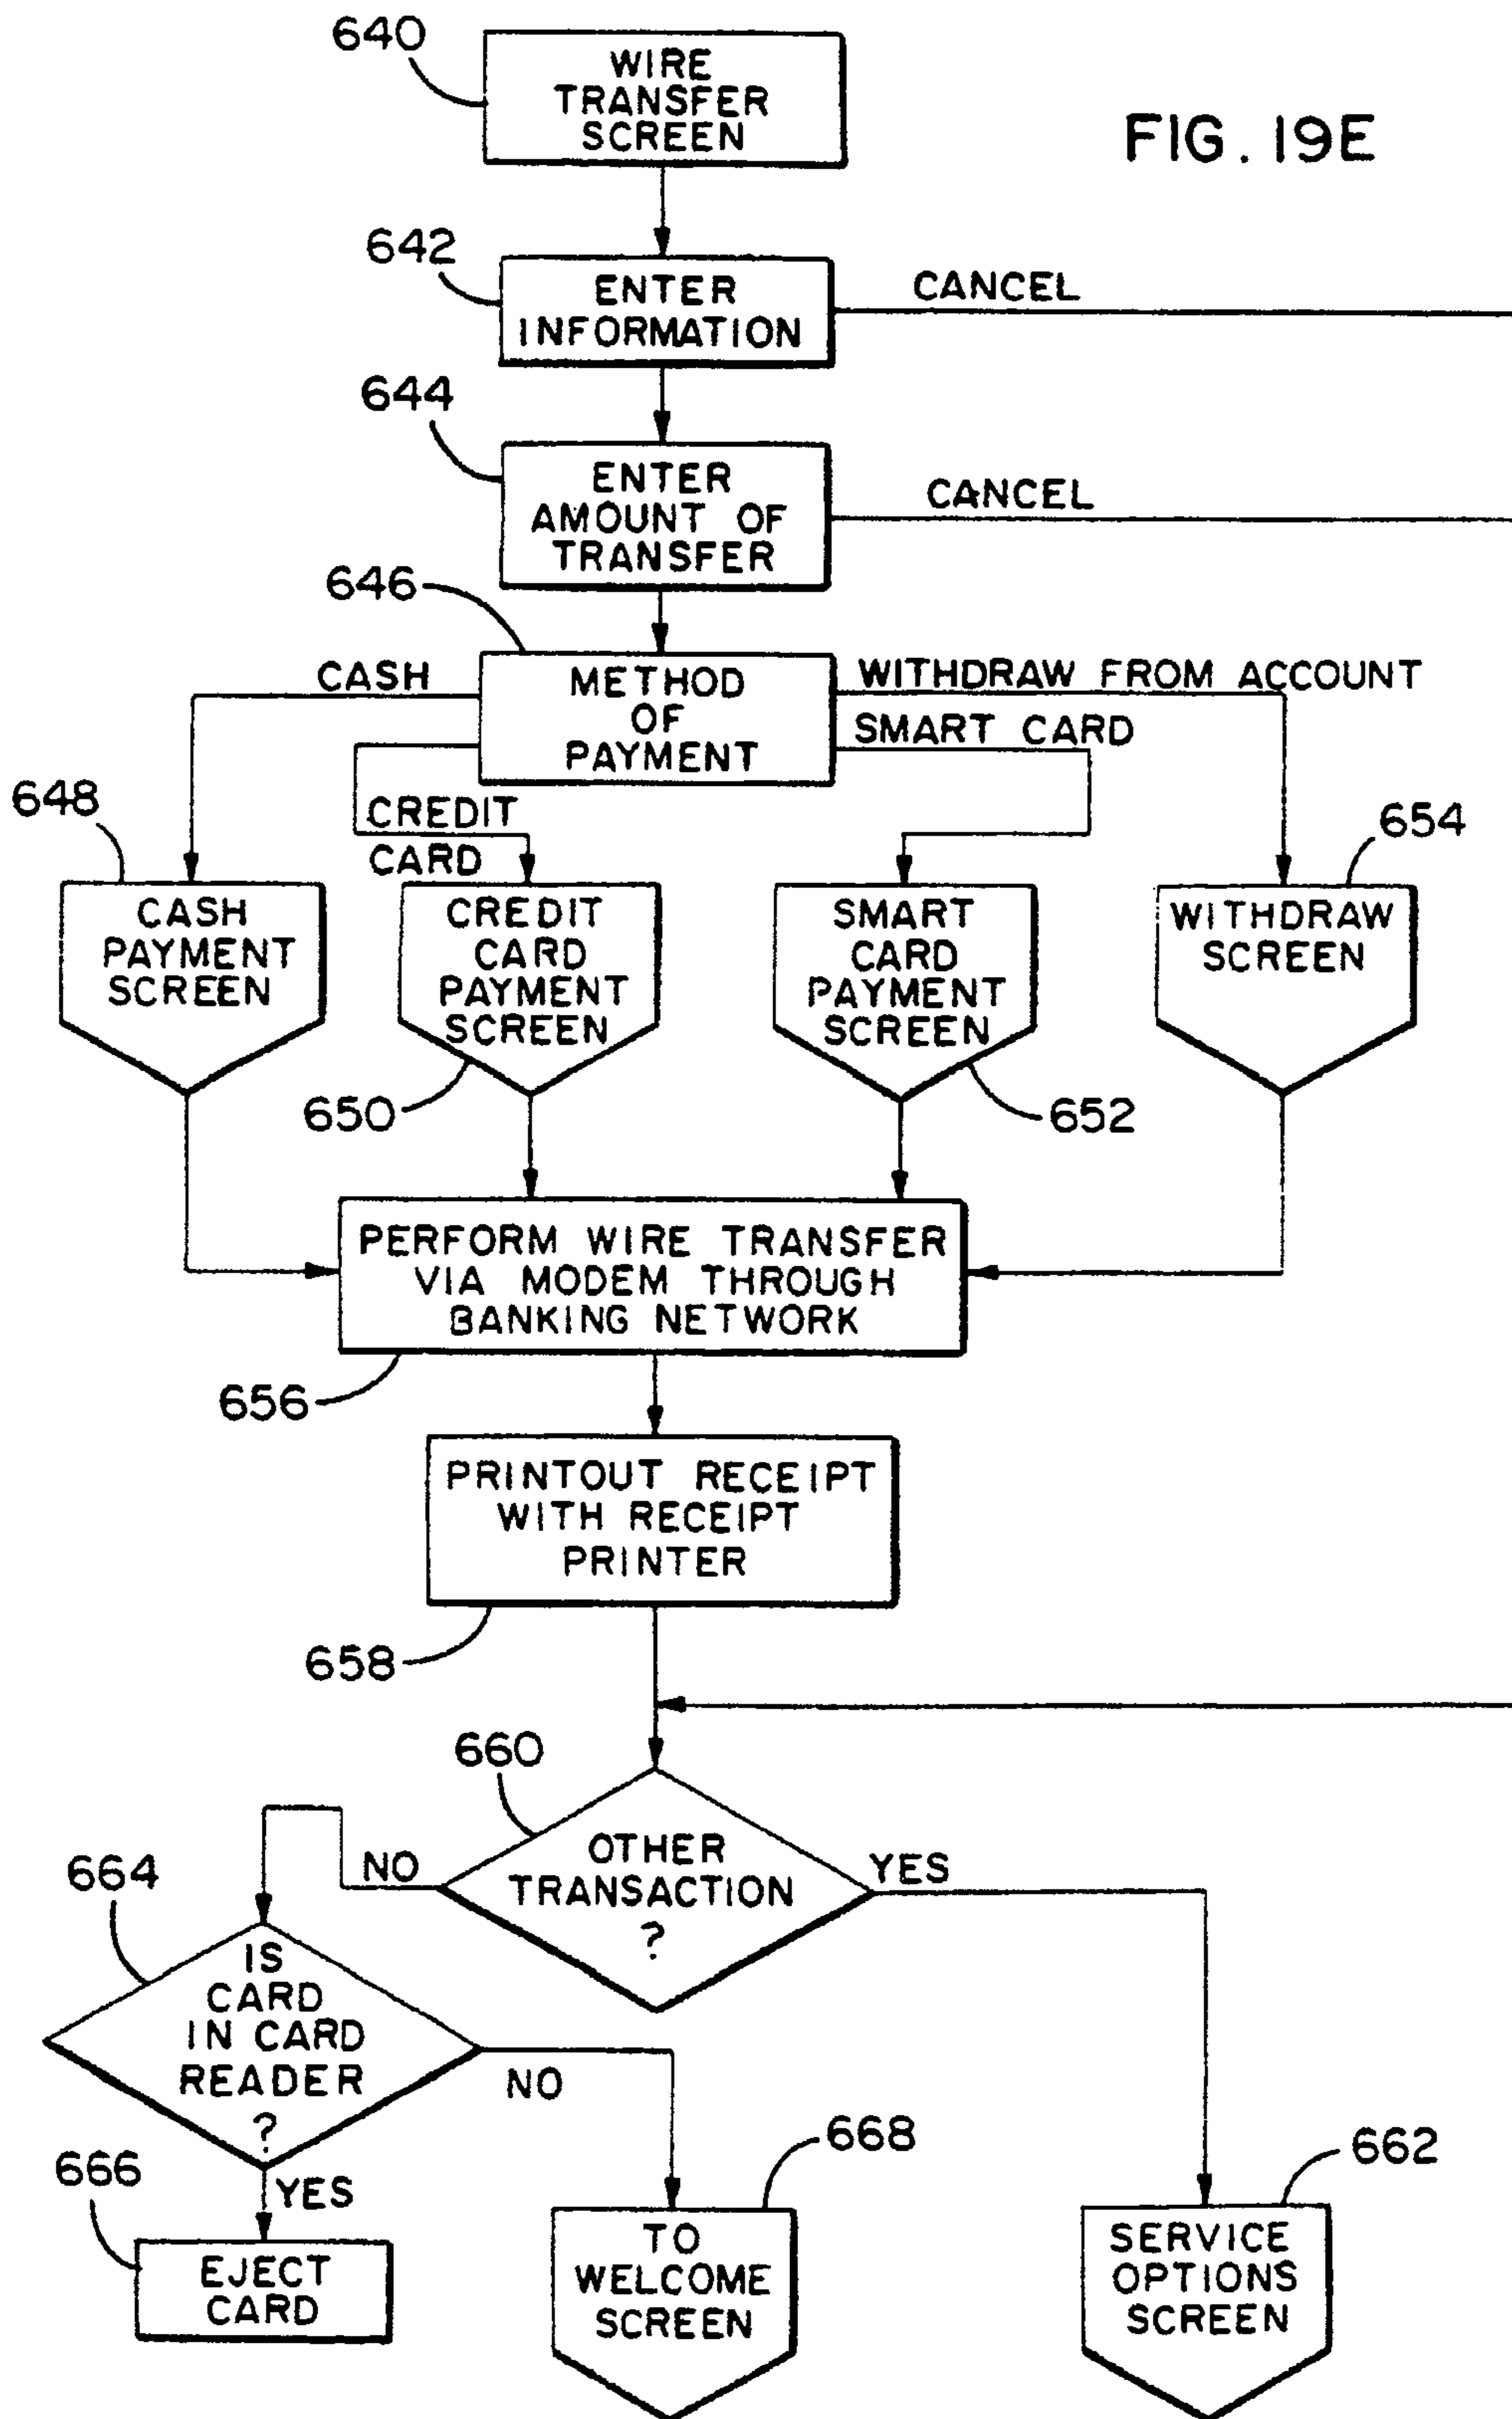 640
WIRE
TRANSFER
SCREEN
FIG. 19E
642
ENTER
INFORMATION
CANCEL
644
ENTER
AMOUNT OF
TRANSFER
CANCEL
646
CASH
METHOD
OF
PAYMENT
WITHDRAW FROM ACCOUNT
SMART CARD
648
CREDIT
CARD
654
CASH
PAYMENT
SCREEN
CREDIT
CARD
PAYMENT
SCREEN
SMART
CARD
PAYMENT
SCREEN
WITHDRAW
SCREEN
650
652
PERFORM WIRE TRANSFER
VIA MODEM THROUGH
BANKING NETWORK
656
PRINTOUT RECEIPT
WITH RECEIPT
PRINTER
658
660
OTHER
TRANSACTION
?
NO
YES
664
IS
CARD
IN CARD
READER
?
NO
YES
666
EJECT
CARD
668
TO
WELCOME
SCREEN
662
SERVICE
OPTIONS
SCREEN